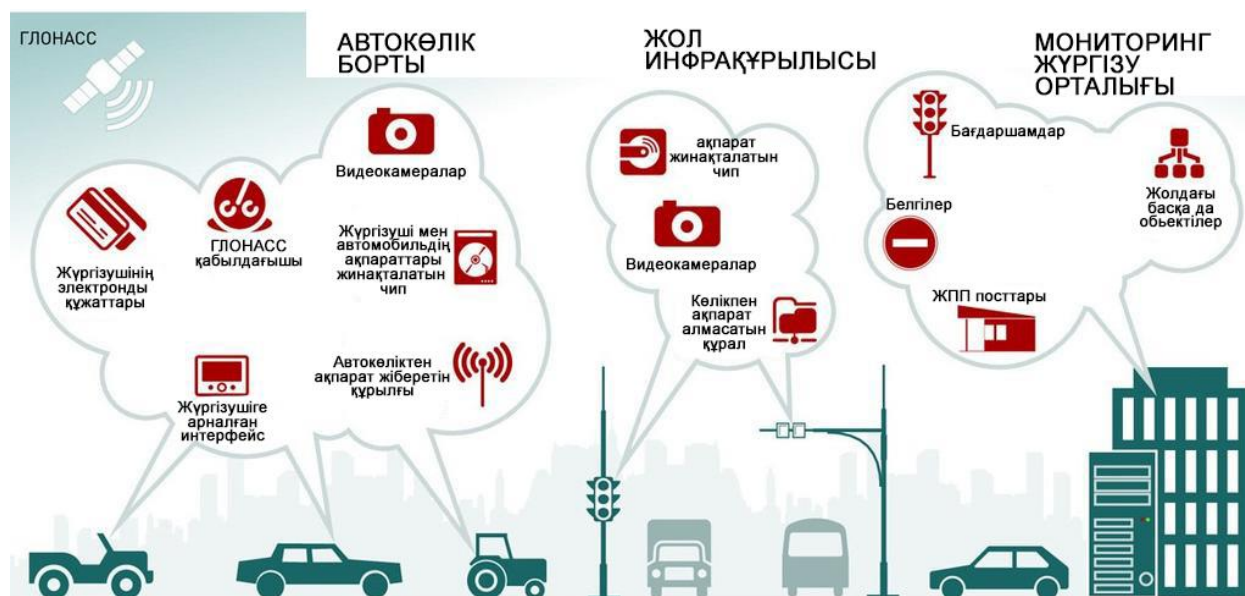 ГЛОНАСС
АВТОКӨЛІК
БОРТЫ
Видеокамералар
Жүргізушінің
электронды
құжаттары
ГЛОНАСС
қабылдағышы
Жүргізуші мен
автомобильдің
ақпараттары
жинақталатын
чип
Жүргізушіге
арналған
интерфейс
Автокөліктен
ақпарат жіберетін
құрылғы
ЖОЛ
ИНФРАҚҰРЫЛЫСЫ
ақпарат
жинақталатын
чип
Видеокамералар
Көлікпен
ақпарат
алмасатын
құрал
МОНИТОРИНГ
ЖҮРГІЗУ
ОРТАЛЫҒЫ
Бағдаршамдар
Белгілер
Жолдағы
басқа да
обьектілер
ЖПП посттары